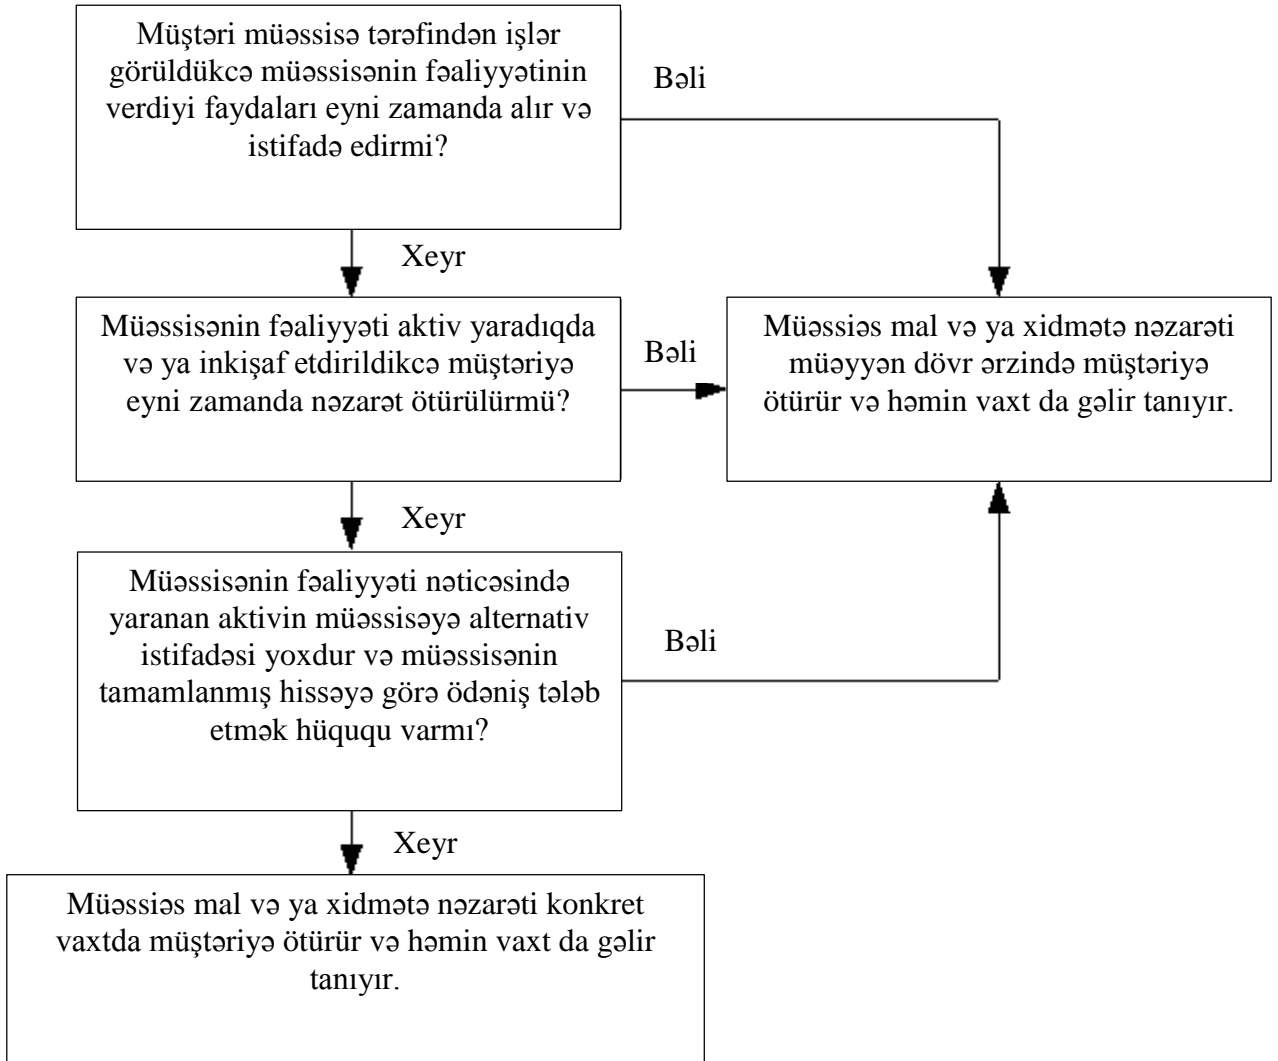 Müştəri müəssisə tərəfindən işlər
görüldükcə müəssisənin fəaliyyətinin
verdiyi faydaları eyni zamanda alır və
istifadə edirmi?
Bəli
Xeyr
Müəssisənin fəaliyyəti aktiv yaradıqda
və ya inkişaf etdirildikcə müştəriyə
eyni zamanda nəzarət ötürülürmü?
Bəli
Müəssiəs mal və ya xidmətə nəzarəti
müəyyən dövr ərzində müştəriyə
ötürür və həmin vaxt da gəlir tanıyır.
Xeyr
Müəssisənin fəaliyyəti nəticəsində
yaranan aktivin müəssisəyə alternativ
istifadəsi yoxdur və müəssisənin
tamamlanmış hissəyə görə ödəniş tələb
etmək hüququ varmı?
Bəli
Xeyr
Müəssiəs mal və ya xidmətə nəzarəti konkret
vaxtda müştəriyə ötürür və həmin vaxt da gəlir
tanıyır.